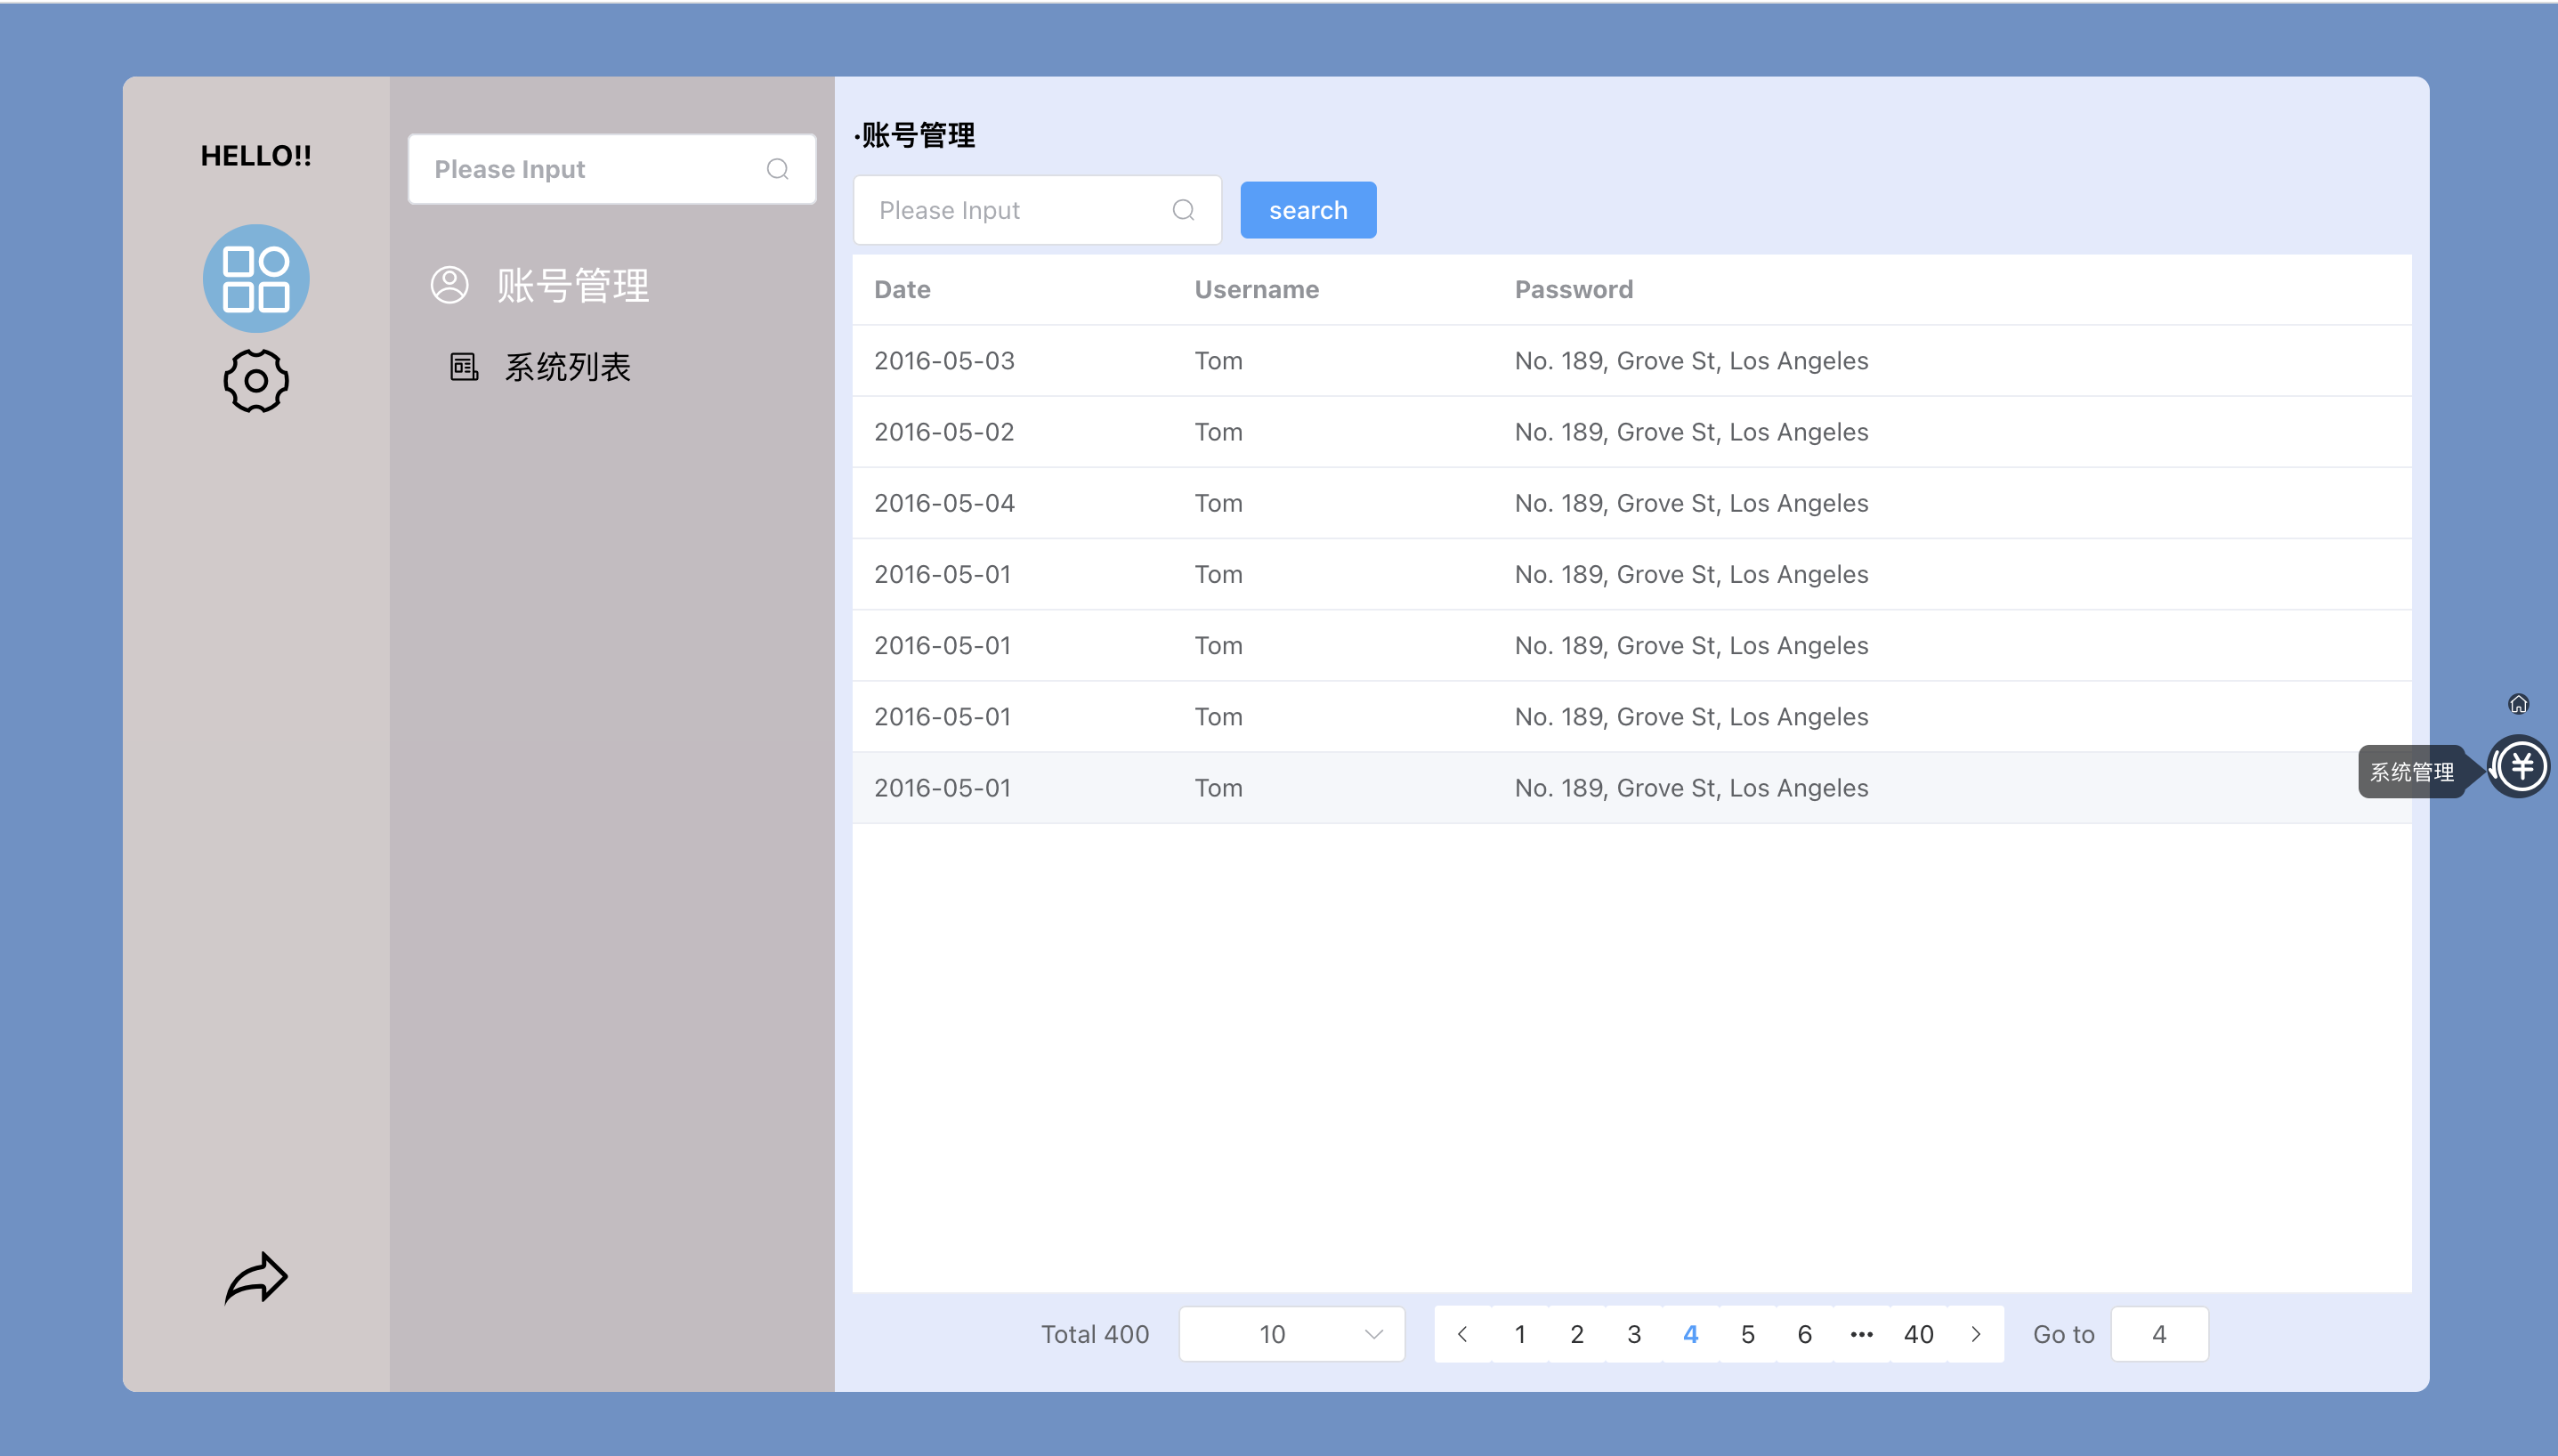 HELLO!!
Please Input
账号管理
系统列表
·账号管理
Please Input
search
Date Username Password
2016-05-03 Tom No. 189, Grove St, Los Angeles
2016-05-02 Tom No. 189, Grove St, Los Angeles
2016-05-04 Tom No. 189, Grove St, Los Angeles
2016-05-01 Tom No. 189, Grove St, Los Angeles
2016-05-01 Tom No. 189, Grove St, Los Angeles
2016-05-01 Tom No. 189, Grove St, Los Angeles
2016-05-01 Tom No. 189, Grove St, Los Angeles
系统管理
Total 400 10 1 2 3 4 5 6 ••• 40 Go to 4